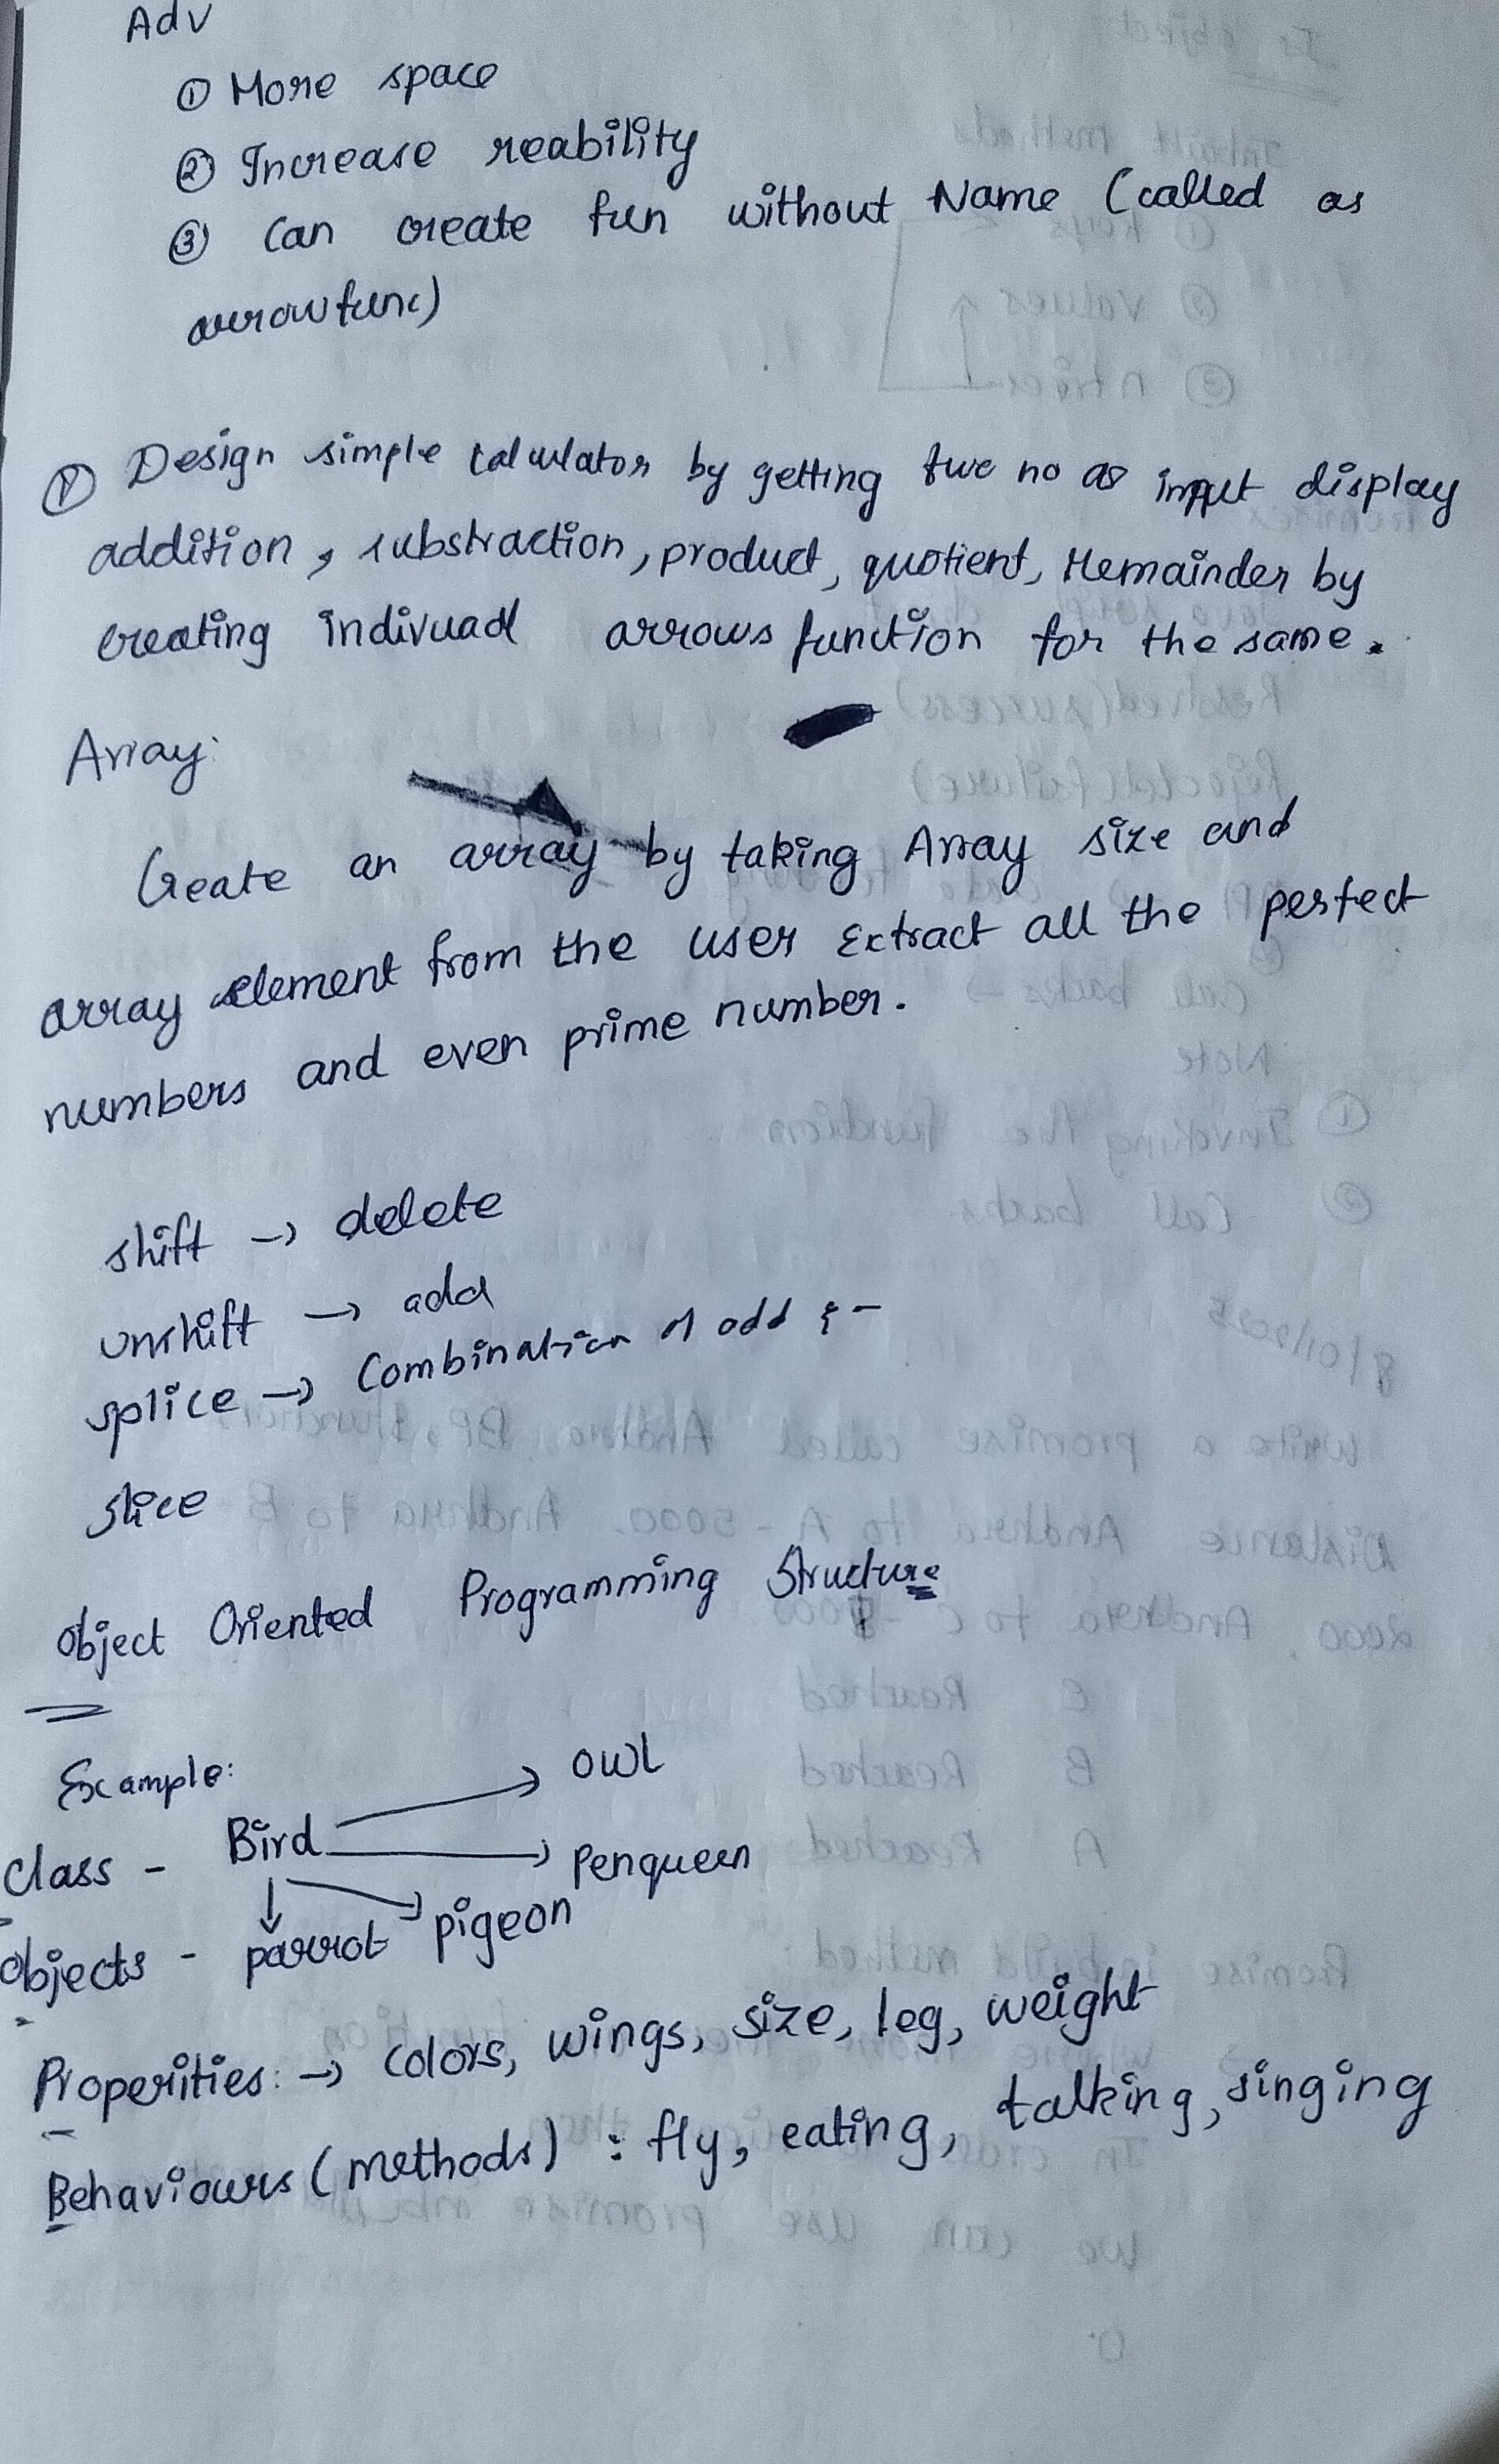 Adv
① More space
② Increase reability
③ Can create fun without Name (called as
arrowfunc)
Ⓟ Design simple calculator by getting two no as input display
addition, substraction, product, quotient, Remainder by
creating indivual arrows function for the same.
Array:
Create an array by taking Array size and
array element from the user Extract all the perfect
numbers and even prime number.
shift → delete
unshift → add
splice → Combination of add & -
slice
Object Oriented Programming Structure
Example:
owl
Class - Bird
Penqueen
Objects - parrot pigeon
Properities: → colors, wings, size, leg, weight
Behaviours (methods) : fly, eating, talking, singing